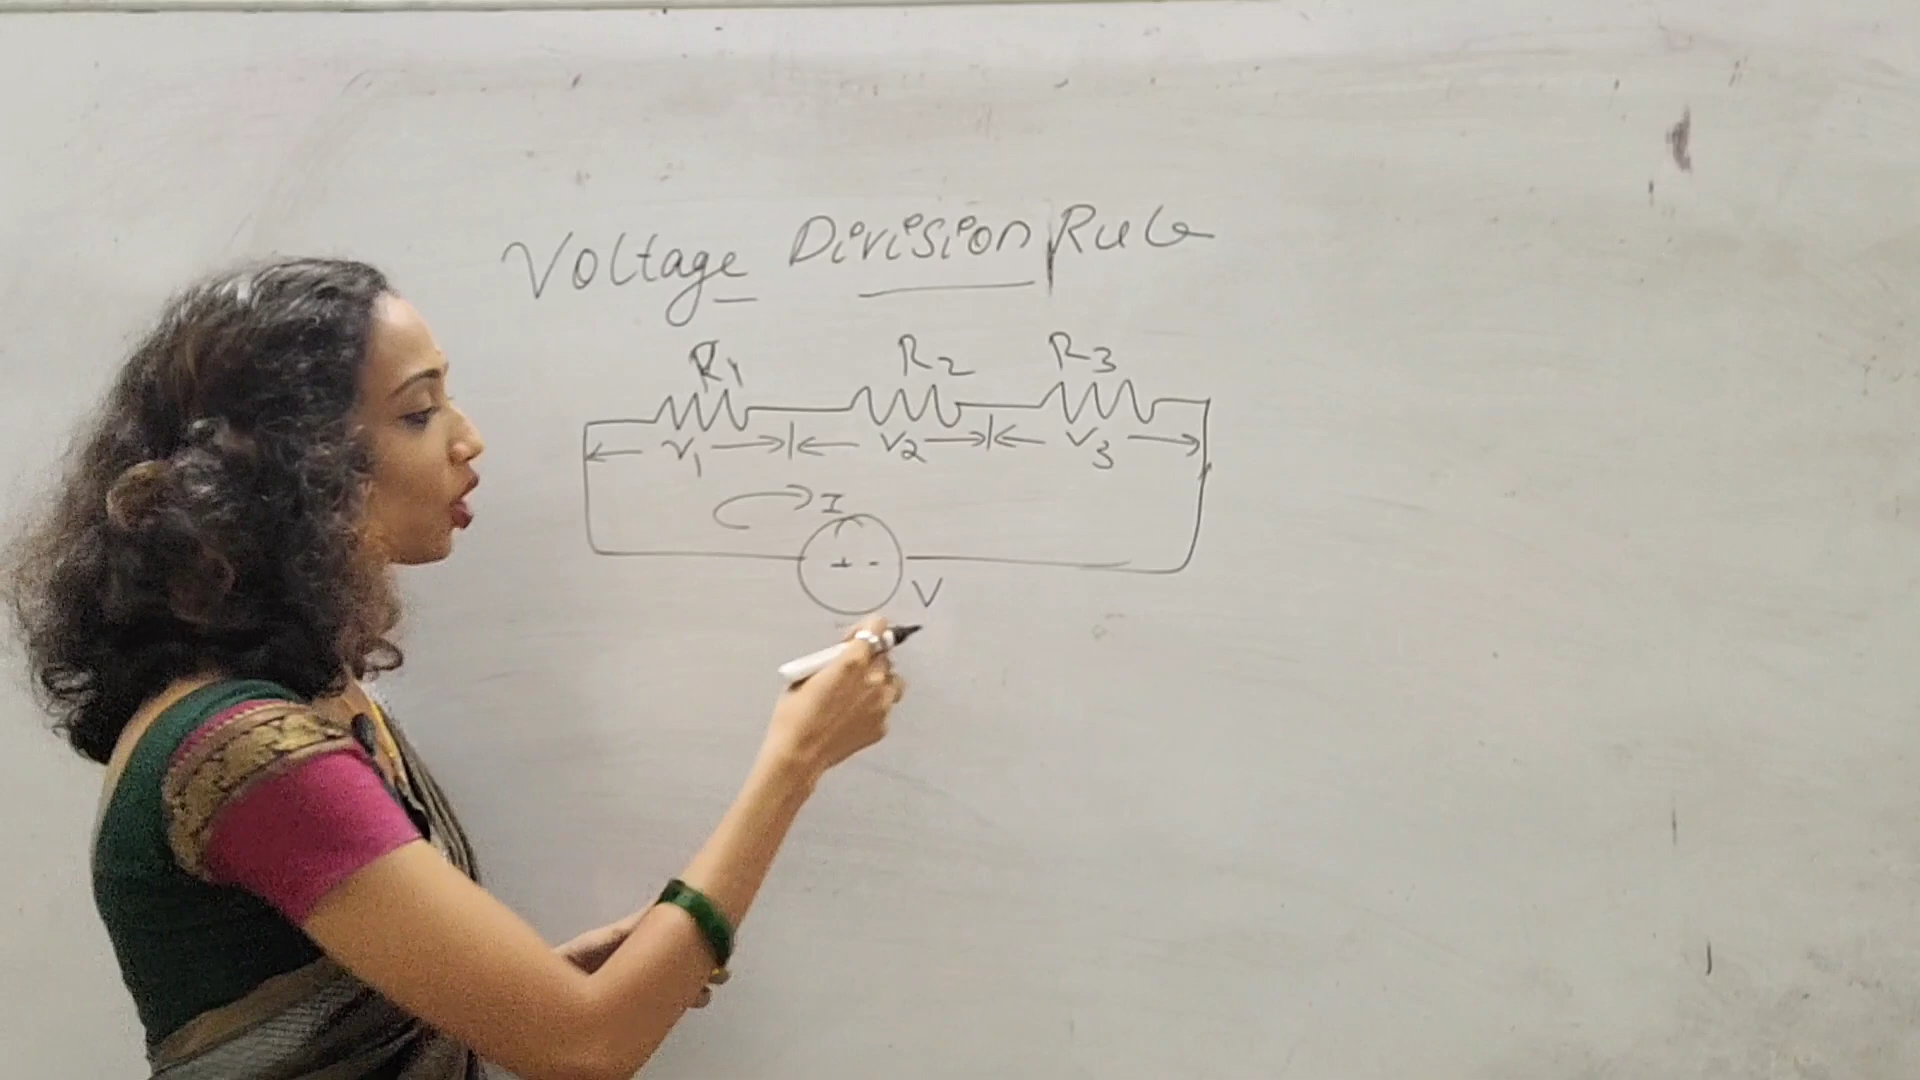 Voltage Division Rule
R1 R2 R3
V1 V2 V3
I
+ -
V